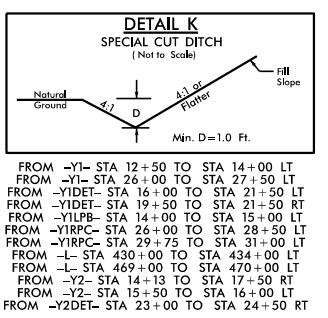 DETAIL K
SPECIAL CUT DITCH
( Not to Scale)
Natural
Ground
4:1
D
4:1 or
Flatter
Fill
Slope
Min. D=1.0 Ft.
FROM -Y1- STA 12+50 TO STA 14+00 LT
FROM -Y1- STA 26+00 TO STA 27+50 LT
FROM -Y1DET- STA 16+00 TO STA 21+50 LT
FROM -Y1DET- STA 19+50 TO STA 21+50 RT
FROM -Y1LPB- STA 14+00 TO STA 15+00 LT
FROM -Y1RPC- STA 26+00 TO STA 28+50 LT
FROM -Y1RPC- STA 29+75 TO STA 31+00 LT
FROM -L- STA 430+00 TO STA 434+00 LT
FROM -L- STA 469+00 TO STA 470+00 LT
FROM -Y2- STA 14+13 TO STA 17+50 RT
FROM -Y2- STA 15+50 TO STA 16+00 LT
FROM -Y2DET- STA 23+00 TO STA 24+50 RT